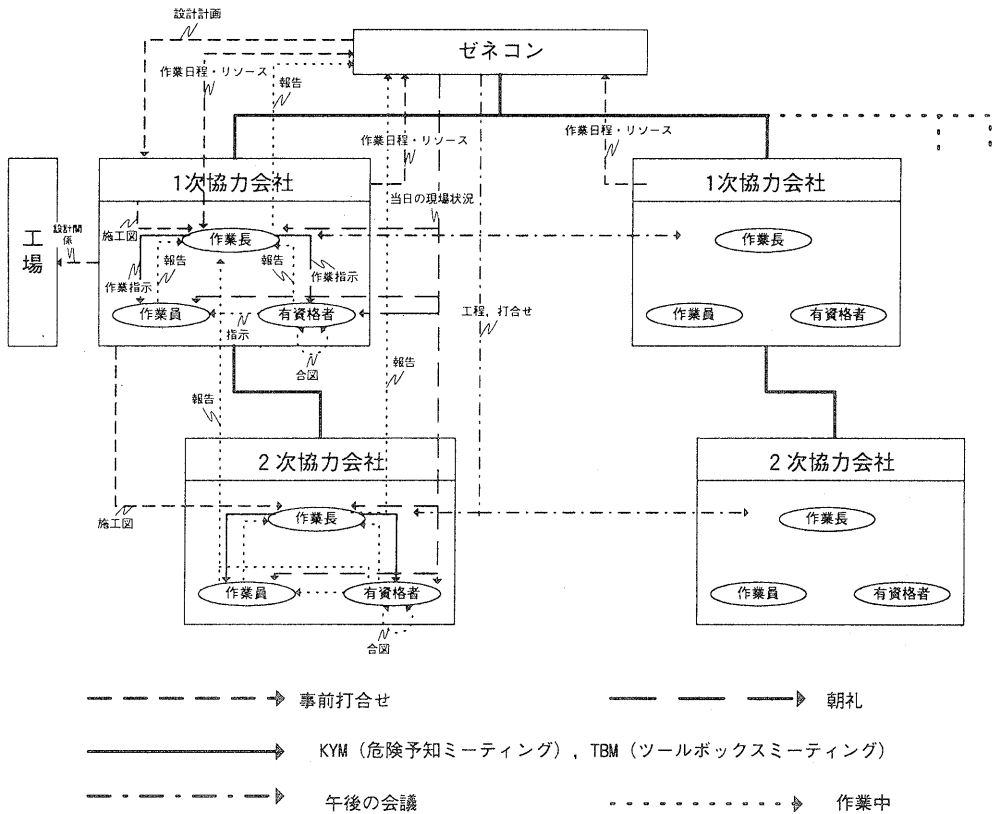 設計計画
ゼネコン
作業日程・リソース
報告
作業日程・リソース
作業日程・リソース
1次協力会社
1次協力会社
当日の現場状況
工場
設計関係
施工図
作業長
作業長
報告
報告
作業指示
作業指示
作業員
有資格者
作業員
有資格者
指示
工程,打合せ
合図
報告
報告
2次協力会社
2次協力会社
施工図
作業長
作業長
作業員
有資格者
作業員
有資格者
合図
事前打合せ
朝礼
KYM(危険予知ミーティング),TBM(ツールボックスミーティング)
午後の会議
作業中